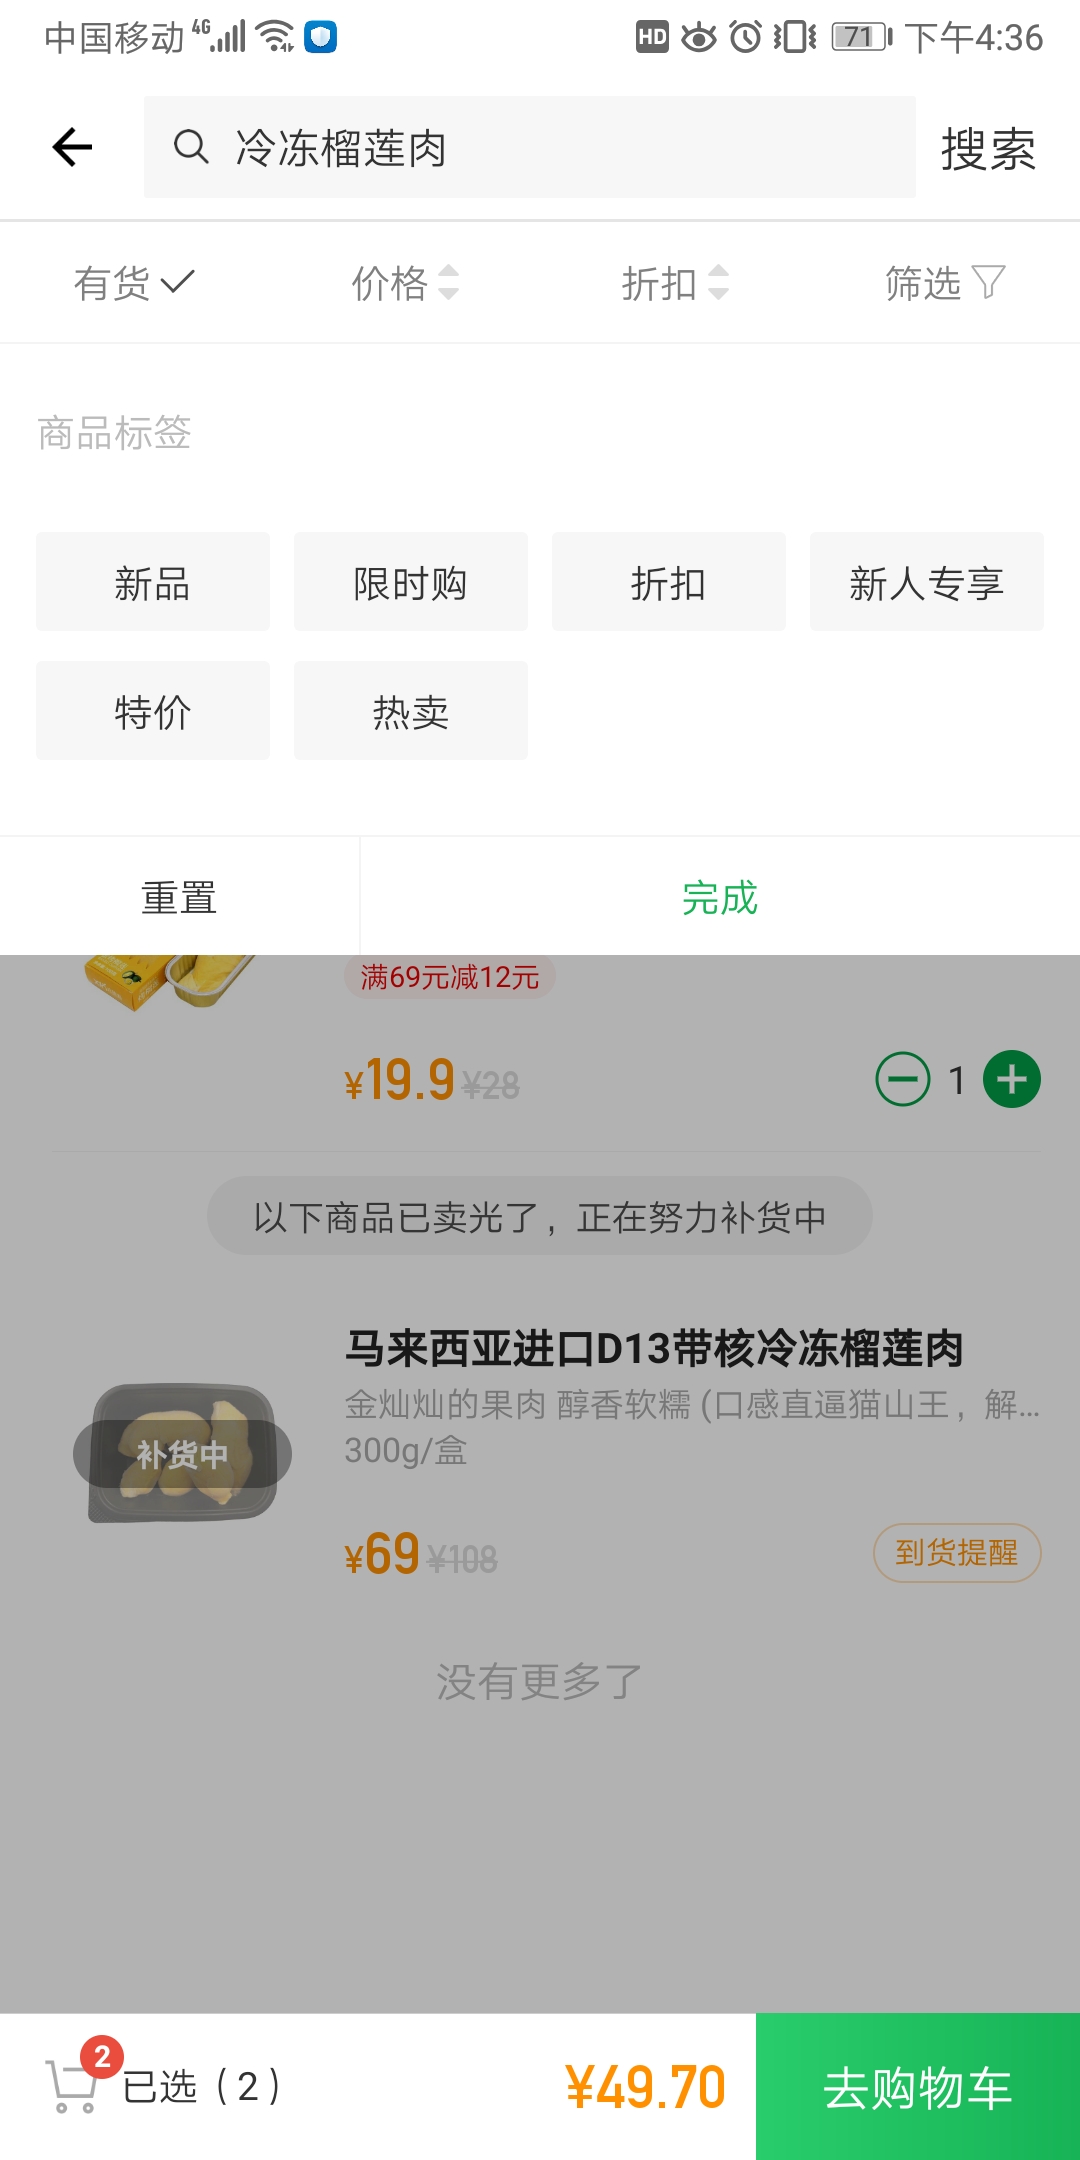 中国移动 4G HD 71 下午4:36
冷冻榴莲肉 搜索
有货 价格 折扣 筛选
商品标签
新品 限时购 折扣 新人专享
特价 热卖
重置 完成
满69元减12元
¥19.9 ¥28 1
以下商品已卖光了，正在努力补货中
马来西亚进口D13带核冷冻榴莲肉
金灿灿的果肉 醇香软糯 (口感直逼猫山王，解...
补货中
300g/盒
¥69 ¥108 到货提醒
没有更多了
2 已选（2） ¥49.70 去购物车